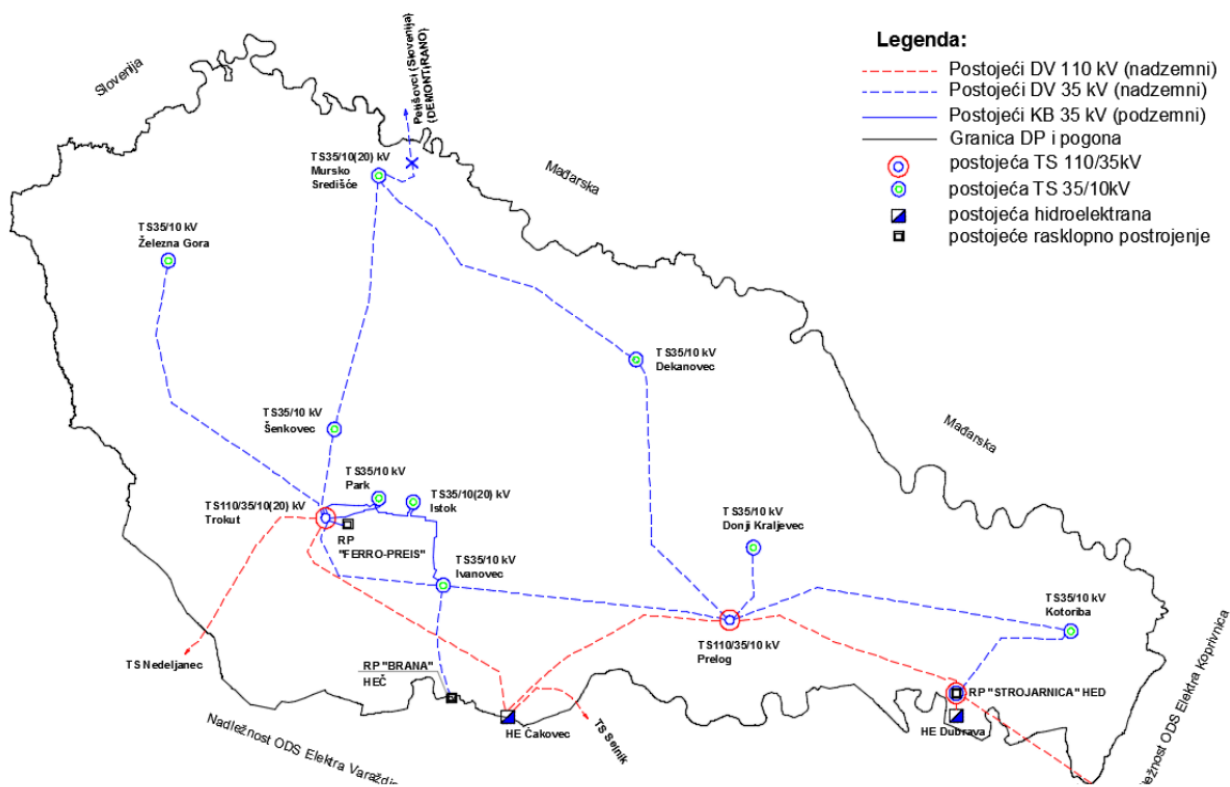 Slovenija
Petišovci (Slovenija)
(DEMONTIRANO)
Legenda:
Postojeći DV 110 kV (nadzemni)
Postojeći DV 35 kV (nadzemni)
Postojeći KB 35 kV (podzemni)
Granica DP i pogona
postojeća TS 110/35kV
postojeća TS 35/10kV
postojeća hidroelektrana
postojeće rasklopno postrojenje
TS35/10(20) kV
Mursko
Središće
Mađarska
TS35/10 kV
Železna Gora
TS35/10 kV
Dekanovec
TS35/10 kV
Šenkovec
Mađarska
TS35/10 kV
Park
TS35/10(20) kV
Istok
TS110/35/10(20) kV
Trokut
RP
"FERRO-PREIS"
TS35/10 kV
Donji Kraljevec
TS35/10 kV
Ivanovec
TS35/10 kV
Kotoriba
TS110/35/10 kV
Prelog
TS Nedeljanec
RP "BRANA"
HEČ
RP "STROJARNICA" HED
HE Čakovec
TS Selnik
HE Dubrava
Nadležnost ODS Elektra Varaždin
dležnost ODS Elektra Koprivnica